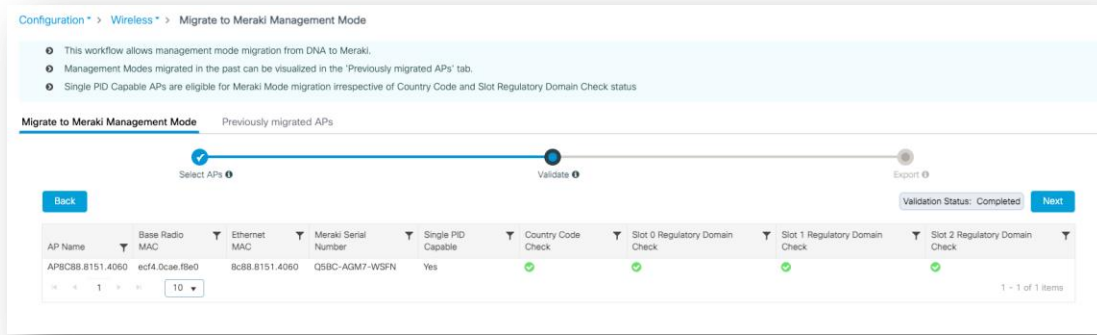 Configuration * > Wireless * > Migrate to Meraki Management Mode
This workflow allows management mode migration from DNA to Meraki.
Management Modes migrated in the past can be visualized in the 'Previously migrated APs' tab.
Single PID Capable APs are eligible for Meraki Mode migration irrespective of Country Code and Slot Regulatory Domain Check status
Migrate to Meraki Management Mode Previously migrated APs
Select APs Validate Export
Back Validation Status: Completed Next
AP Name Base Radio MAC Ethernet MAC Meraki Serial Number Single PID Capable Country Code Check Slot 0 Regulatory Domain Check Slot 1 Regulatory Domain Check Slot 2 Regulatory Domain Check
AP8C88.8151.4060 ecf4.0cae.f8e0 8c88.8151.4060 Q5BC-AGM7-WSFN Yes
1 10 1 - 1 of 1 items